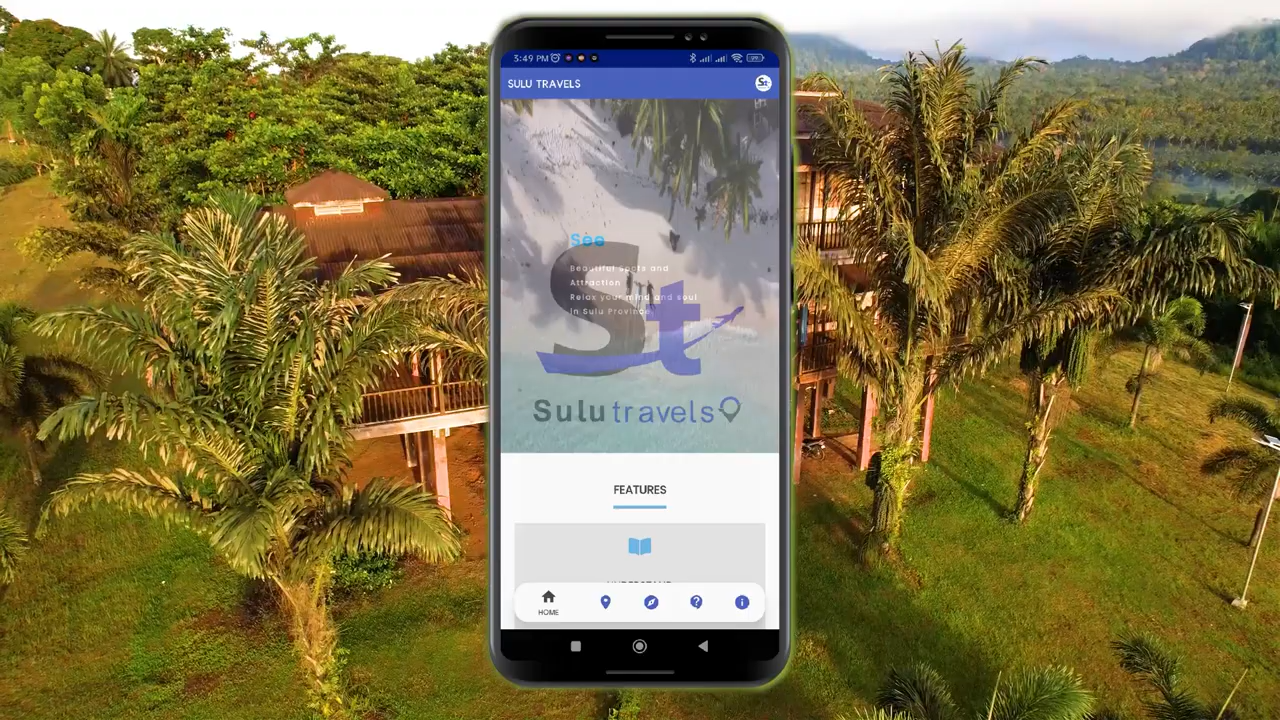 3:49 PM
SULU TRAVELS
St
See
Beautiful Spots and
Attraction
Relax your mind and soul
in Sulu Province.
St
Sulu travels
FEATURES
HOME